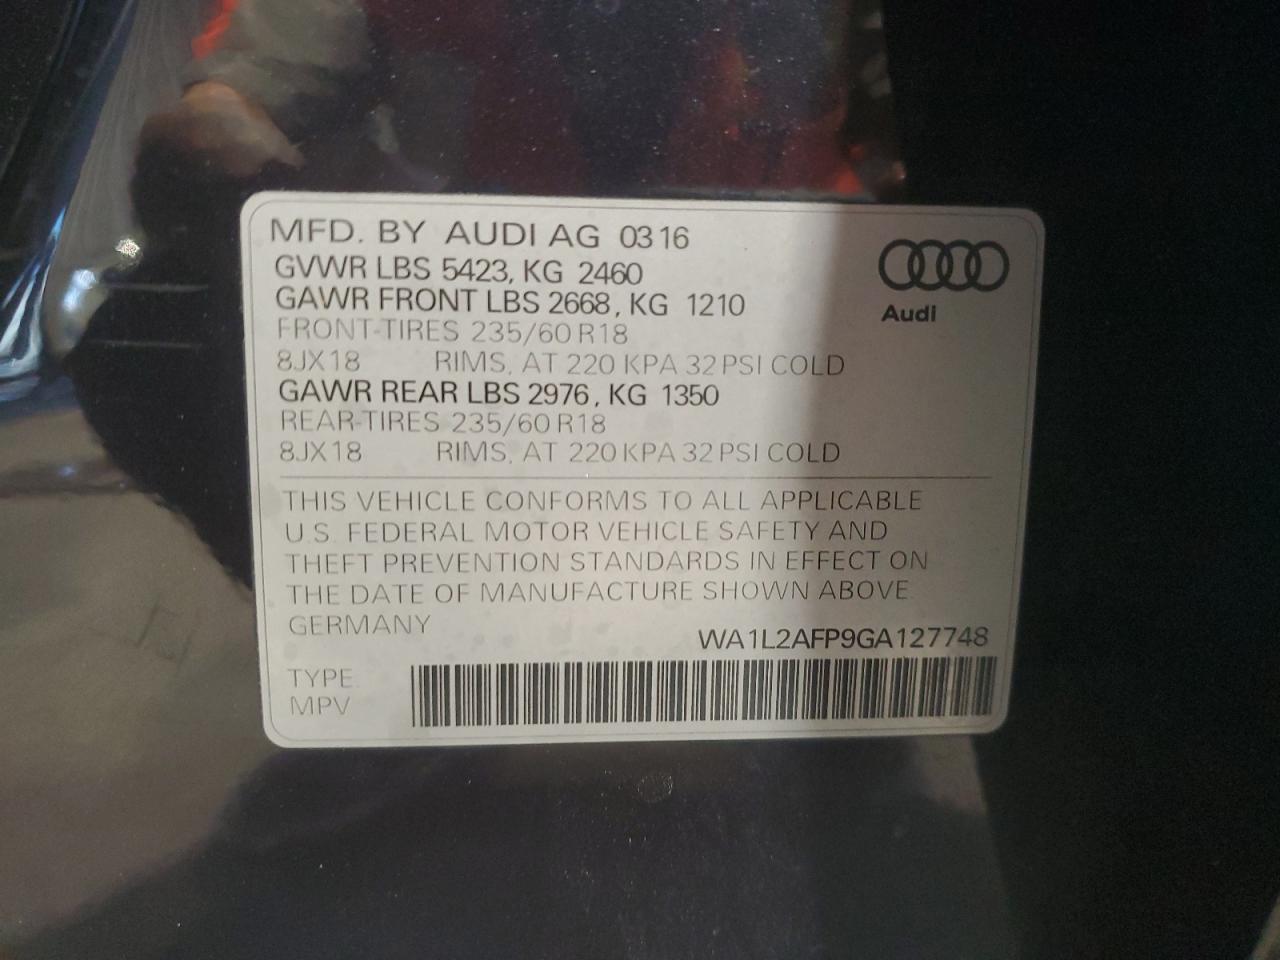 MFD. BY AUDI AG 0316
GVWR LBS 5423, KG 2460
GAWR FRONT LBS 2668, KG 1210
FRONT-TIRES 235/60 R18
8JX18 RIMS, AT 220 KPA 32 PSI COLD
GAWR REAR LBS 2976, KG 1350
REAR-TIRES 235/60 R18
8JX18 RIMS, AT 220 KPA 32 PSI COLD
Audi
THIS VEHICLE CONFORMS TO ALL APPLICABLE
U.S. FEDERAL MOTOR VEHICLE SAFETY AND
THEFT PREVENTION STANDARDS IN EFFECT ON
THE DATE OF MANUFACTURE SHOWN ABOVE.
GERMANY
WA1L2AFP9GA127748
TYPE.
MPV